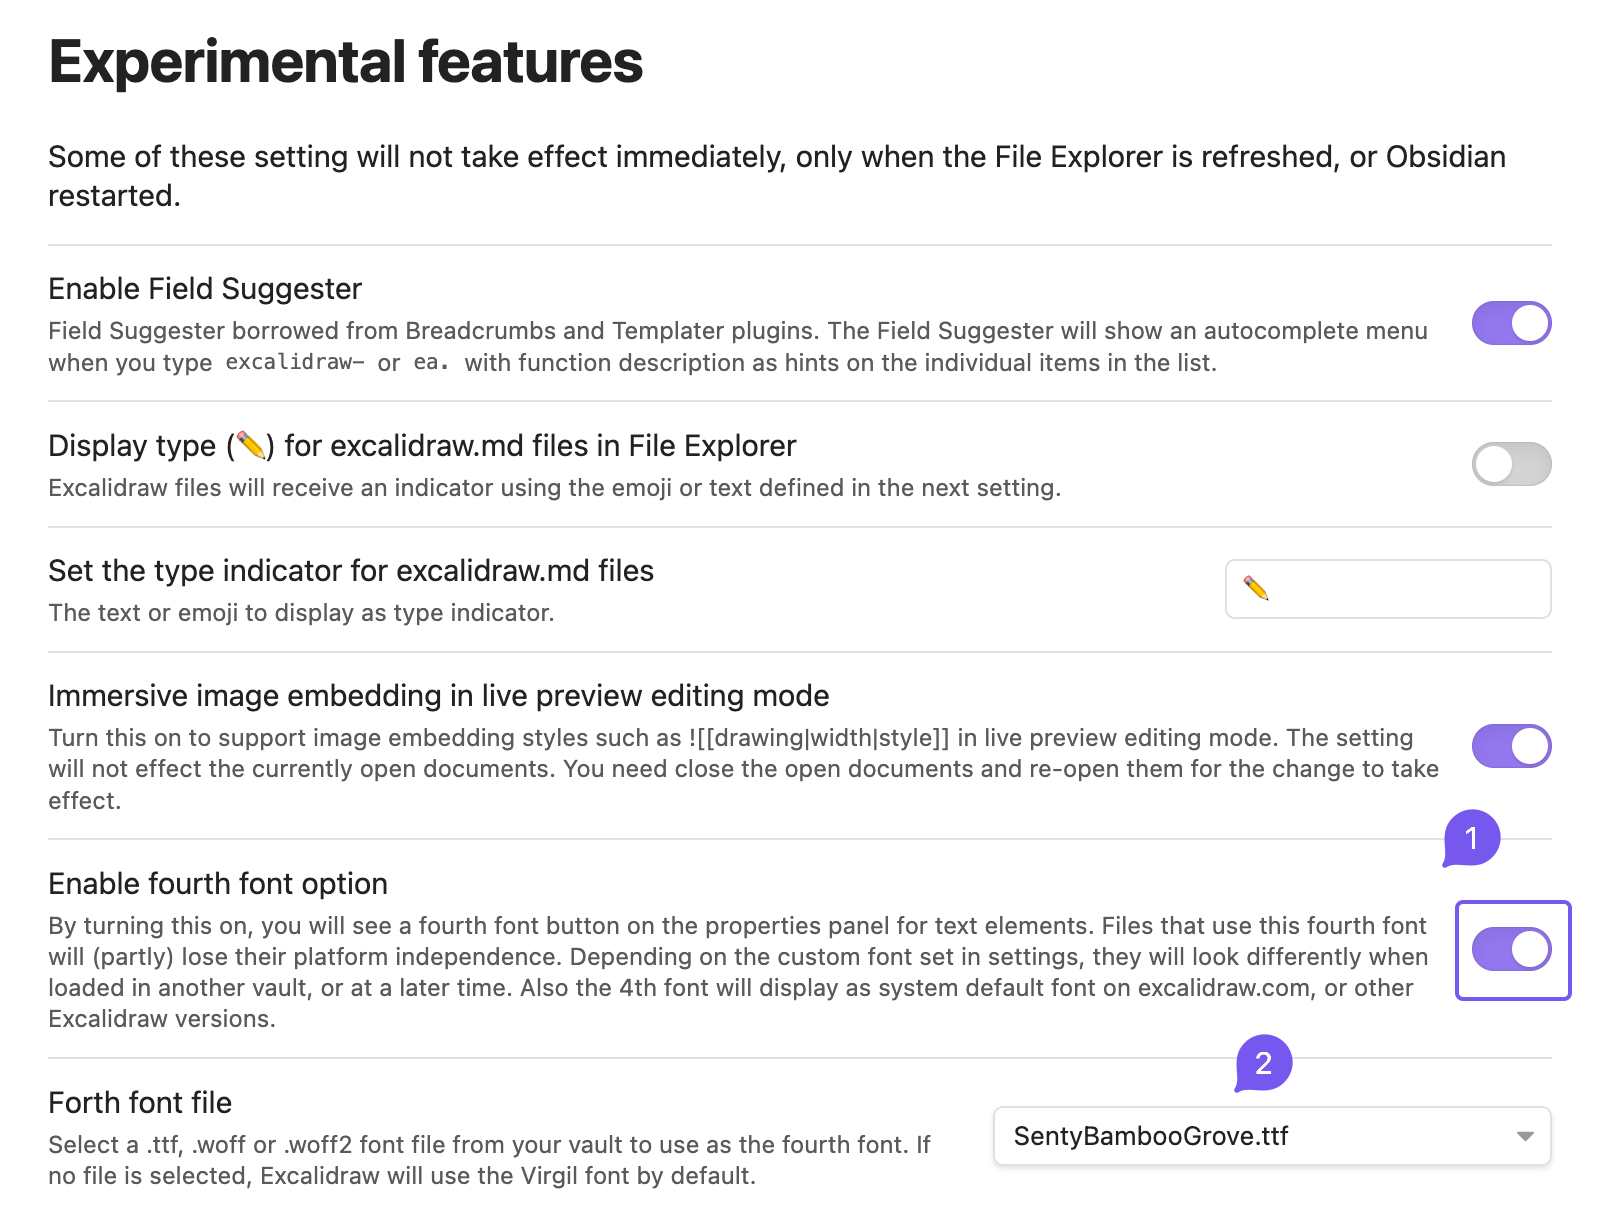 Experimental features
Some of these setting will not take effect immediately, only when the File Explorer is refreshed, or Obsidian
restarted.
Enable Field Suggester
Field Suggester borrowed from Breadcrumbs and Templater plugins. The Field Suggester will show an autocomplete menu
when you type excalidraw- or ea. with function description as hints on the individual items in the list.
Display type (✏️) for excalidraw.md files in File Explorer
Excalidraw files will receive an indicator using the emoji or text defined in the next setting.
Set the type indicator for excalidraw.md files
The text or emoji to display as type indicator.
✏️
Immersive image embedding in live preview editing mode
Turn this on to support image embedding styles such as ![[drawing|width|style]] in live preview editing mode. The setting
will not effect the currently open documents. You need close the open documents and re-open them for the change to take
effect.
1
Enable fourth font option
By turning this on, you will see a fourth font button on the properties panel for text elements. Files that use this fourth font
will (partly) lose their platform independence. Depending on the custom font set in settings, they will look differently when
loaded in another vault, or at a later time. Also the 4th font will display as system default font on excalidraw.com, or other
Excalidraw versions.
2
Forth font file
Select a .ttf, .woff or .woff2 font file from your vault to use as the fourth font. If
no file is selected, Excalidraw will use the Virgil font by default.
SentyBambooGrove.ttf